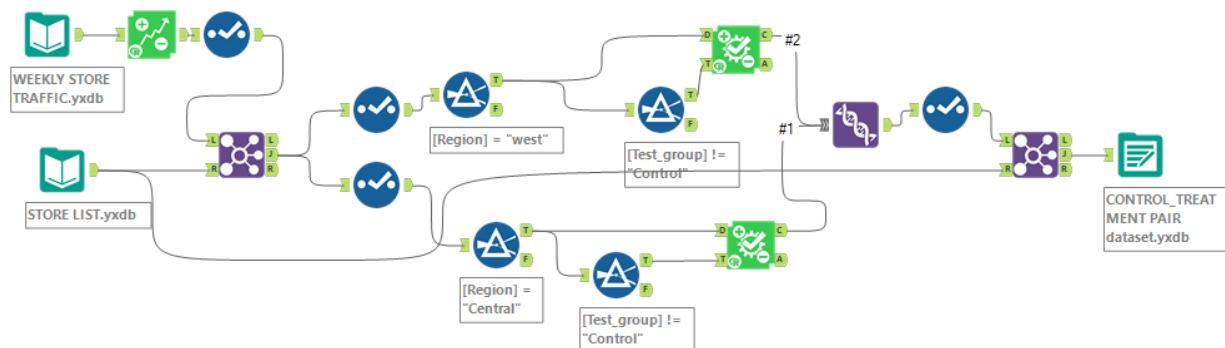 WEEKLY STORE
TRAFFIC.yxdb
STORE LIST.yxdb
L
R
L
J
R
T
F
[Region] = "west"
T
F
[Test_group] !=
"Control"
D
T
C
A
#2
#1
T
F
[Region] =
"Central"
T
F
[Test_group] !=
"Control"
D
T
C
A
L
R
L
J
R
CONTROL_TREAT
MENT PAIR
dataset.yxdb